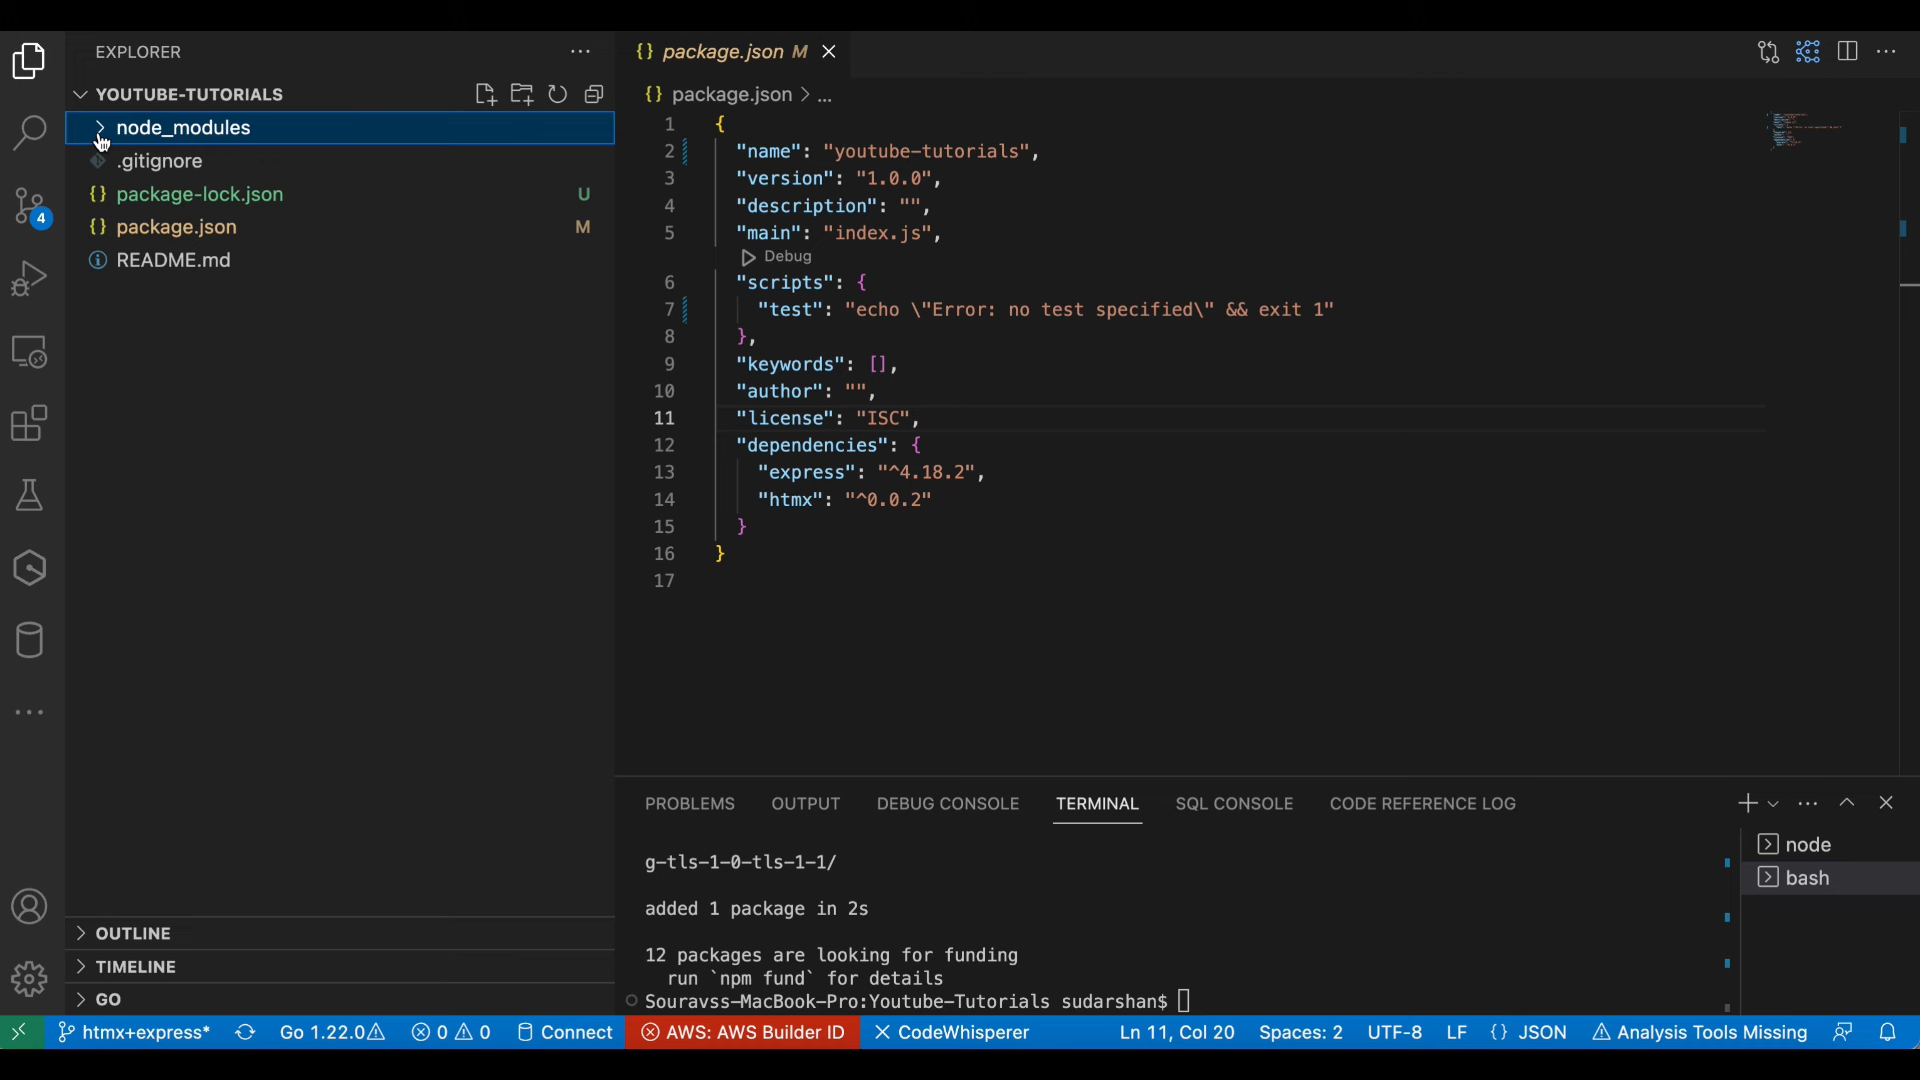 EXPLORER
YOUTUBE-TUTORIALS
node_modules
.gitignore
package-lock.json U
package.json M
README.md
OUTLINE
TIMELINE
GO
4
{} package.json M
{} package.json > ...
1 {
2 "name": "youtube-tutorials",
3 "version": "1.0.0",
4 "description": "",
5 "main": "index.js",
Debug
6 "scripts": {
7 "test": "echo \"Error: no test specified\" && exit 1"
8 },
9 "keywords": [],
10 "author": "",
11 "license": "ISC",
12 "dependencies": {
13 "express": "^4.18.2",
14 "htmx": "^0.0.2"
15 }
16 }
17
PROBLEMS OUTPUT DEBUG CONSOLE TERMINAL SQL CONSOLE CODE REFERENCE LOG
g-tls-1-0-tls-1-1/
added 1 package in 2s
12 packages are looking for funding
run `npm fund` for details
Souravss-MacBook-Pro:Youtube-Tutorials sudarshan$
node
bash
htmx+express* Go 1.22.0 0 0 Connect AWS: AWS Builder ID CodeWhisperer Ln 11, Col 20 Spaces: 2 UTF-8 LF {} JSON Analysis Tools Missing